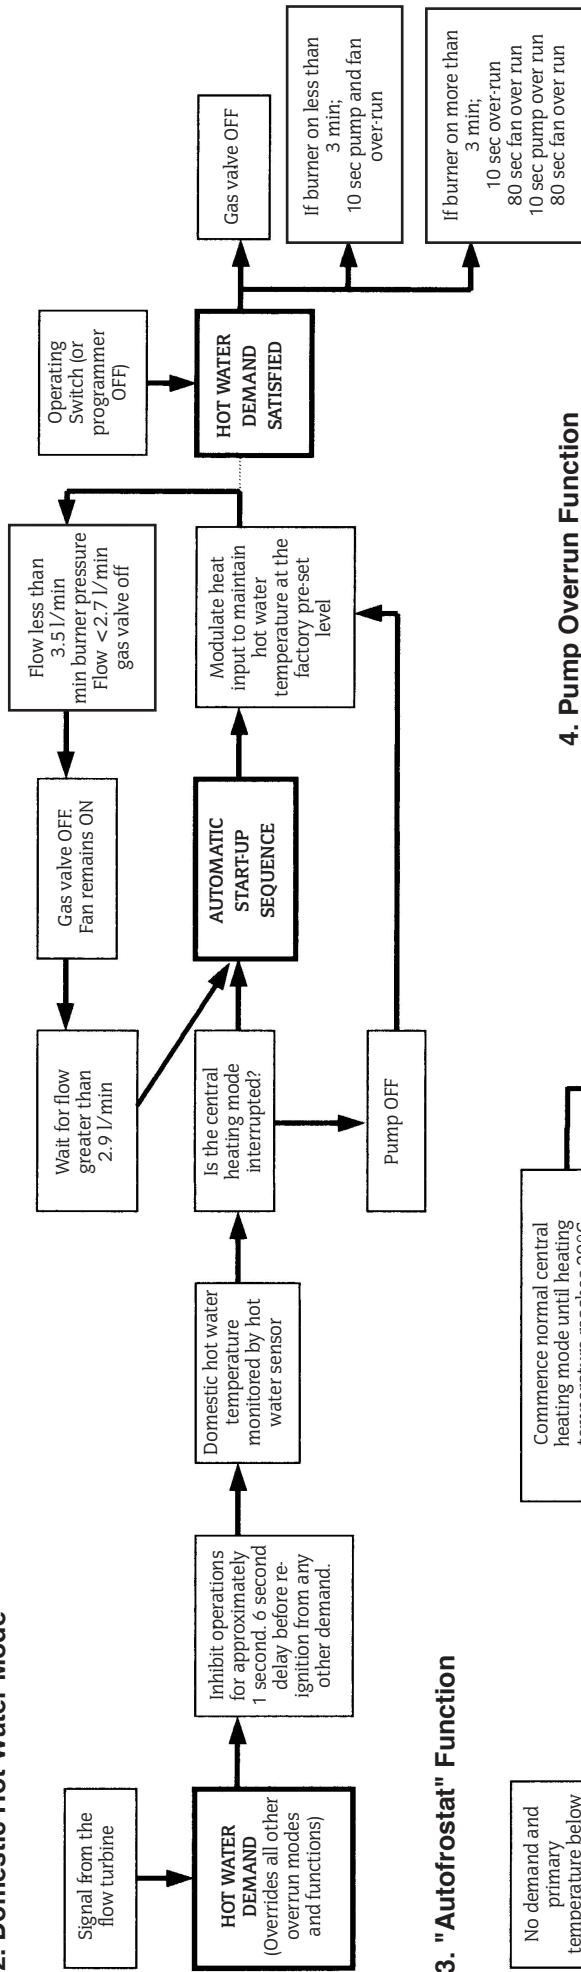 2. Domestic Hot Water Mode
Signal from the
flow turbine
HOT WATER
DEMAND
(Overrides all other
overrun modes
and functions)
Inhibit operations
for approximately
1 second. 6 second
delay before re-
ignition from any
other demand.
Domestic hot water
temperature
monitored by hot
water sensor
Is the central
heating mode
interrupted?
Pump OFF
Wait for flow
greater than
2.9 l/min
Gas valve OFF.
Fan remains ON
Flow less than
3.5 l/min
min burner pressure
Flow < 2.7 l/min
gas valve off
AUTOMATIC
START-UP
SEQUENCE
Modulate heat
input to maintain
hot water
temperature at the
factory pre-set
level
Operating
Switch (or
programmer
OFF)
HOT WATER
DEMAND
SATISFIED
Gas valve OFF
If burner on less than
3 min;
10 sec pump and fan
over-run
If burner on more than
3 min;
10 sec over-run
80 sec fan over run
10 sec pump over run
80 sec fan over run
3. "Autofrostat" Function
No demand and
primary
temperature below
Commence normal central
heating mode until heating
4. Pump Overrun Function